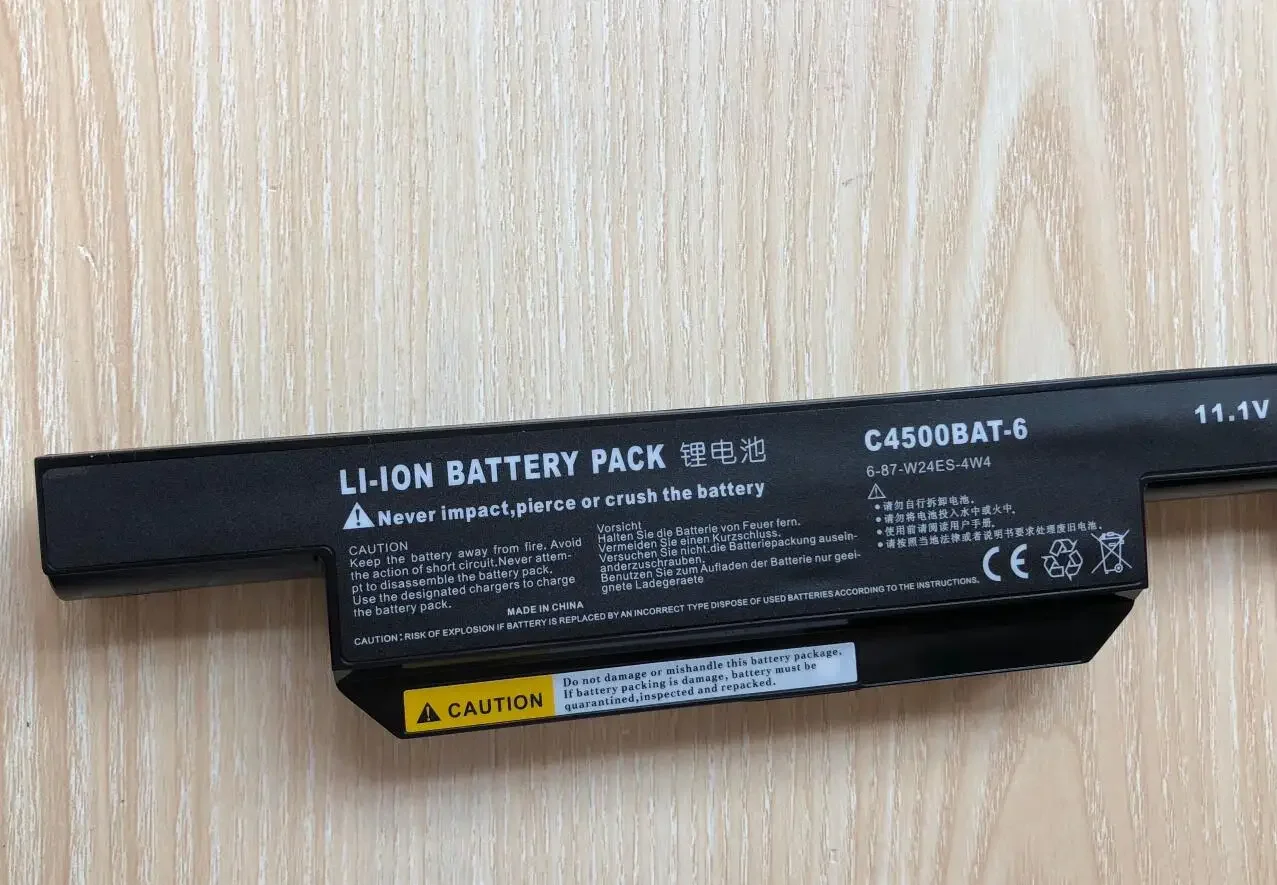 LI-ION BATTERY PACK 锂电池
Never impact,pierce or crush the battery
CAUTION
Keep the battery away from fire. Avoid
the action of short circuit.Never attem-
pt to disassemble the battery pack.
Use the designated chargers to charge
the battery pack.
Vorsicht
Halten Sie die Batterie von Feuer fern.
Vermeiden Sie einen Kurzschluss.
Versuchen Sie nicht.die Batteriepackung ausein-
anderzuschrauben.
Benutzen Sie zum Aufladen der Batterie nur geei-
gnete Ladegeraete
MADE IN CHINA
CAUTION:RISK OF EXPLOSION IF BATTERY IS REPLACED BY AN INCORRECT TYPE DISPOSE OF USED BATTERIES ACCORDING TO THE INSTRUCTIONS.
C4500BAT-6
6-87-W24ES-4W4
•请勿自行拆卸电池.
•请勿将电池投入水中或火中.
•使用前请阅读用户手册.
•请按照当地法律或者说明书要求处理废旧电池.
CE
11.1V
CAUTION
Do not damage or mishandle this battery package.
If battery packing is damage, battery must be
quarantined,inspected and repacked.